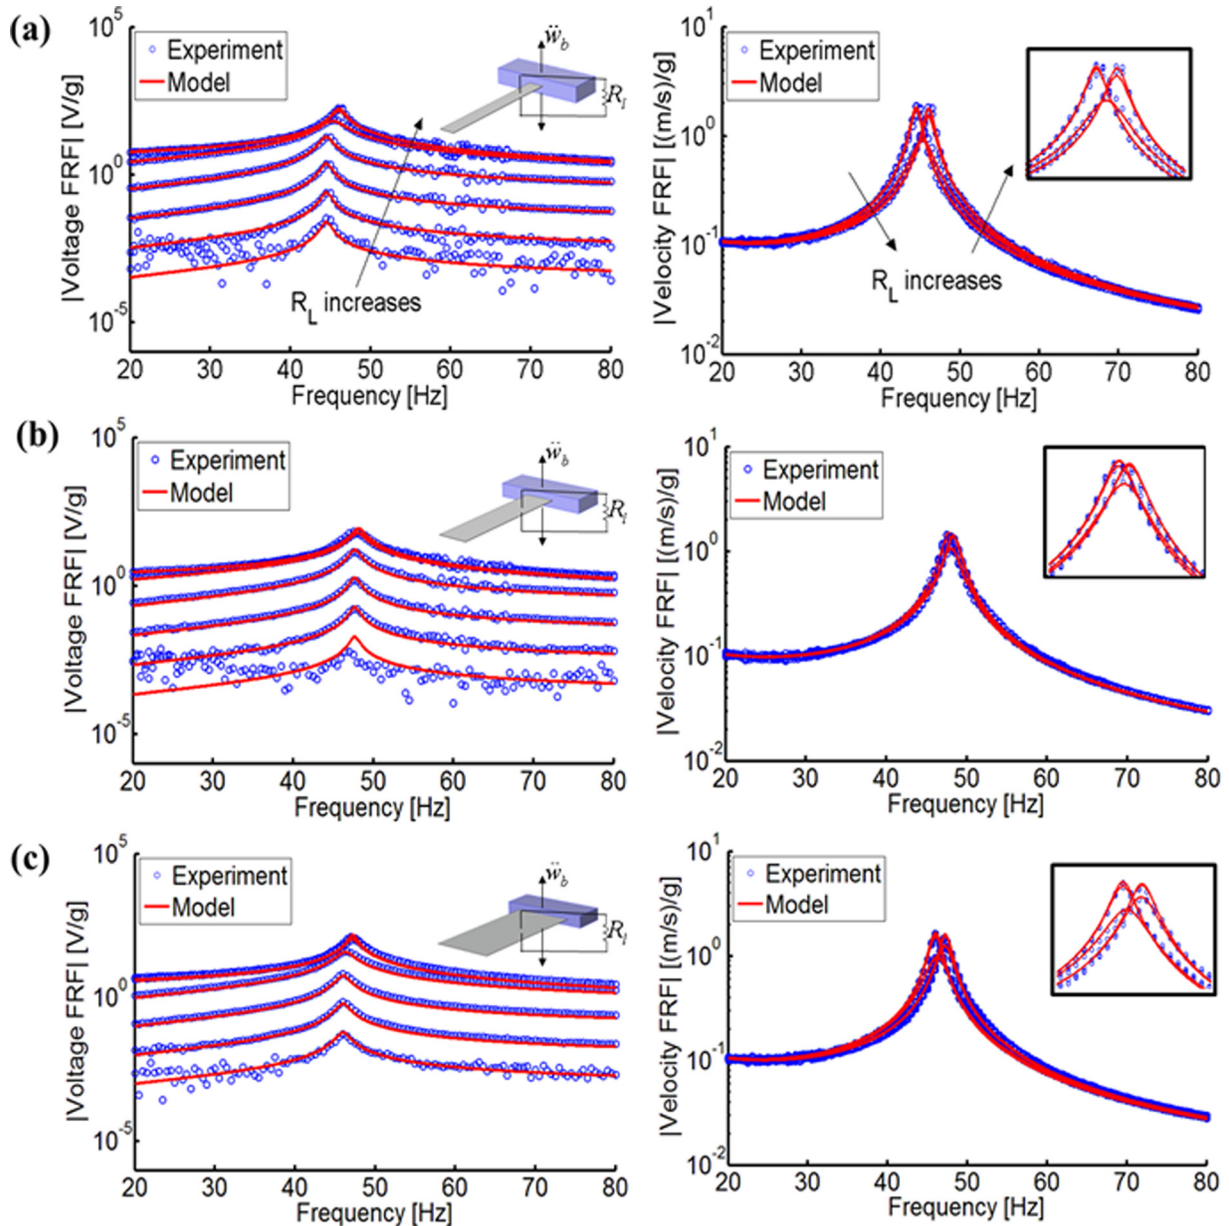 (a)
|Voltage FRF| [V/g]
10^5
10^0
10^-5
Experiment
Model
ẅ_b
R_l
R_L increases
20 30 40 50 60 70 80
Frequency [Hz]
|Velocity FRF| [(m/s)/g]
10^1
10^0
10^-1
10^-2
Experiment
Model
R_L increases
20 30 40 50 60 70 80
Frequency [Hz]
(b)
|Voltage FRF| [V/g]
10^5
10^0
10^-5
Experiment
Model
ẅ_b
R_l
20 30 40 50 60 70 80
Frequency [Hz]
|Velocity FRF| [(m/s)/g]
10^1
10^0
10^-1
10^-2
Experiment
Model
20 30 40 50 60 70 80
Frequency [Hz]
(c)
|Voltage FRF| [V/g]
10^5
10^0
10^-5
Experiment
Model
ẅ_b
R_l
20 30 40 50 60 70 80
Frequency [Hz]
|Velocity FRF| [(m/s)/g]
10^1
10^0
10^-1
10^-2
Experiment
Model
20 30 40 50 60 70 80
Frequency [Hz]